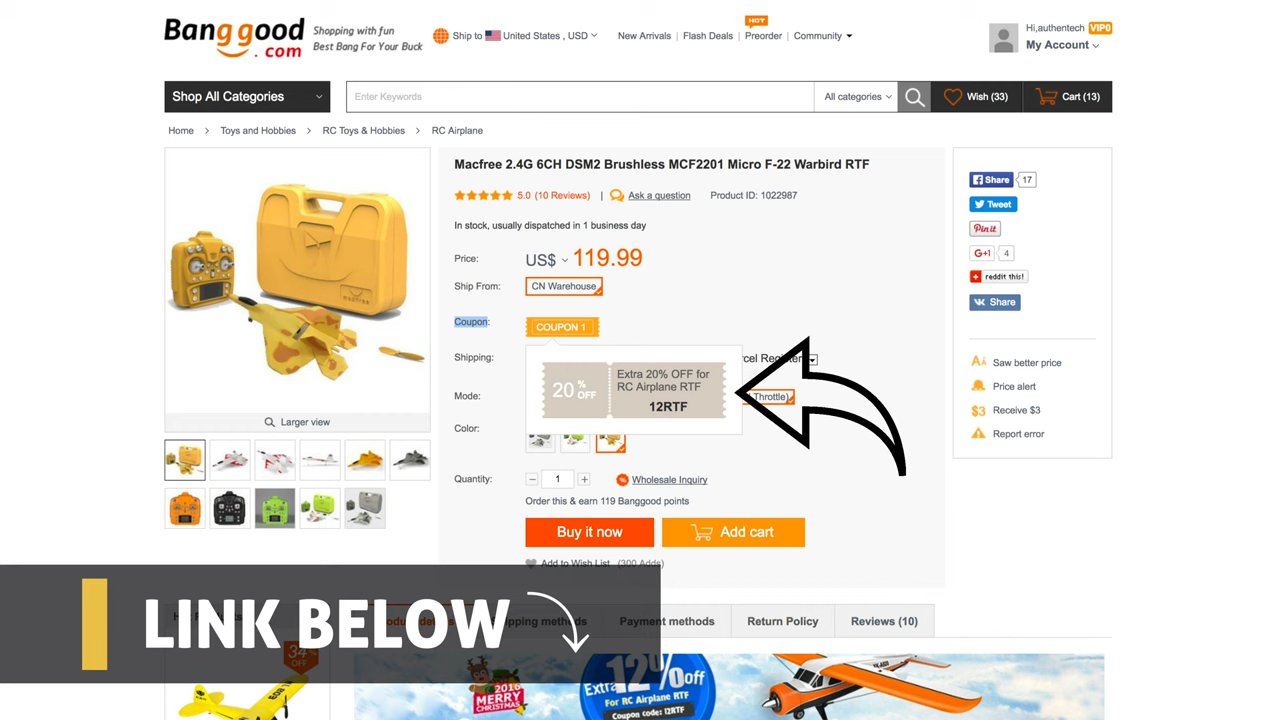 Banggood
.com
Shopping with fun
Best Bang For Your Buck
Ship to United States , USD
New Arrivals
Flash Deals
HOT
Preorder
Community
Hi,authentech VIP0
My Account
Shop All Categories
Enter Keywords
All categories
Wish (33)
Cart (13)
Home > Toys and Hobbies > RC Toys & Hobbies > RC Airplane
Macfree 2.4G 6CH DSM2 Brushless MCF2201 Micro F-22 Warbird RTF
5.0 (10 Reviews) | Ask a question Product ID: 1022987
In stock, usually dispatched in 1 business day
Price: US$ 119.99
Ship From: CN Warehouse
Coupon: COUPON 1
Shipping: rcel Register
20 % OFF
Extra 20% OFF for
RC Airplane RTF
12RTF
Mode: Throttle)
Color:
Quantity: - 1 + Wholesale Inquiry
Order this & earn 119 Banggood points
Buy it now
Add cart
Add to Wish List (300 Adds)
Larger view
Share 17
Tweet
Pin it
G+1 4
reddit this!
Share
Saw better price
Price alert
$3 Receive $3
Report error
LINK BELOW
Payment methods
Return Policy
Reviews (10)
34%
OFF
2016
MERRY
CHRISTMAS
Extra 12% off
For RC Airplane RTF
Coupon code: 12RTF